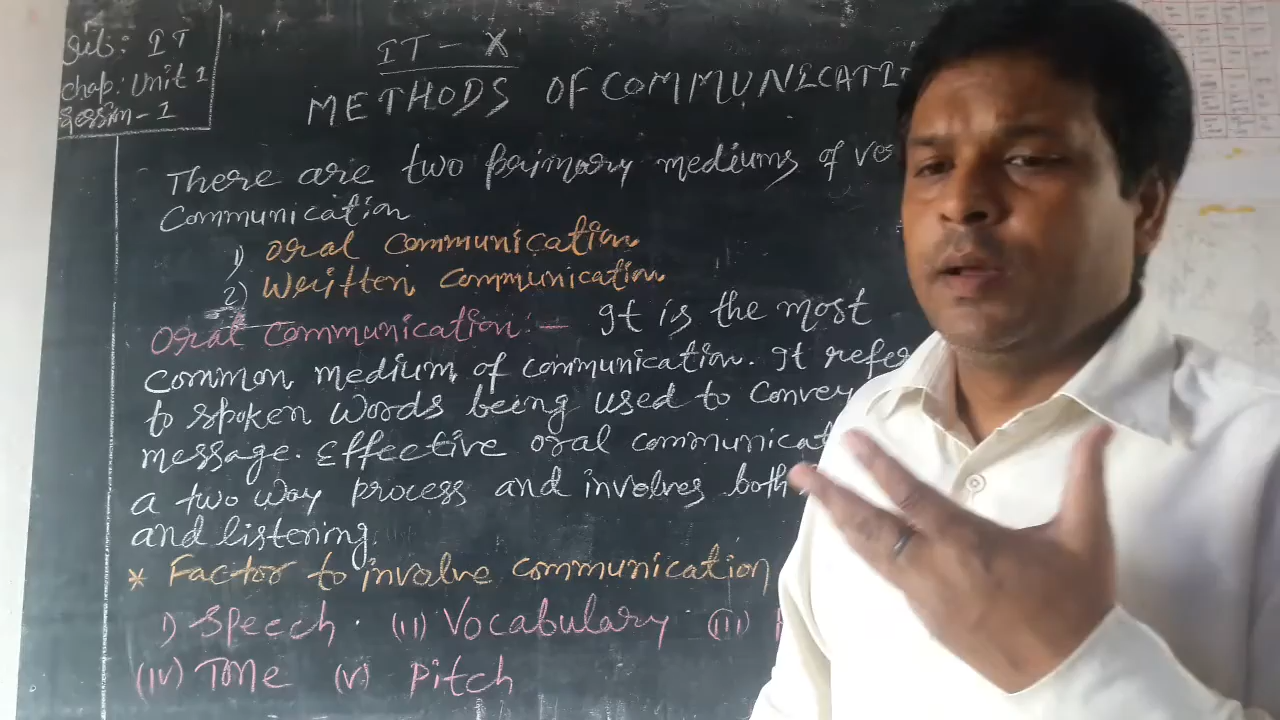 Sub: IT
Chap: Unit 1
Session-1
IT - X
METHODS OF COMMUNICATI
There are two primary mediums of Ver
Communication
1) Oral Communication
2) Written Communication
Oral Communication:- It is the most
common medium of communication. It refer
to spoken words being used to convey
message. Effective oral communicat
a two way process and involves both
and listening.
* Factor to involve communication
i) Speech. (ii) Vocabulary (iii)
(iv) Tone (v) Pitch